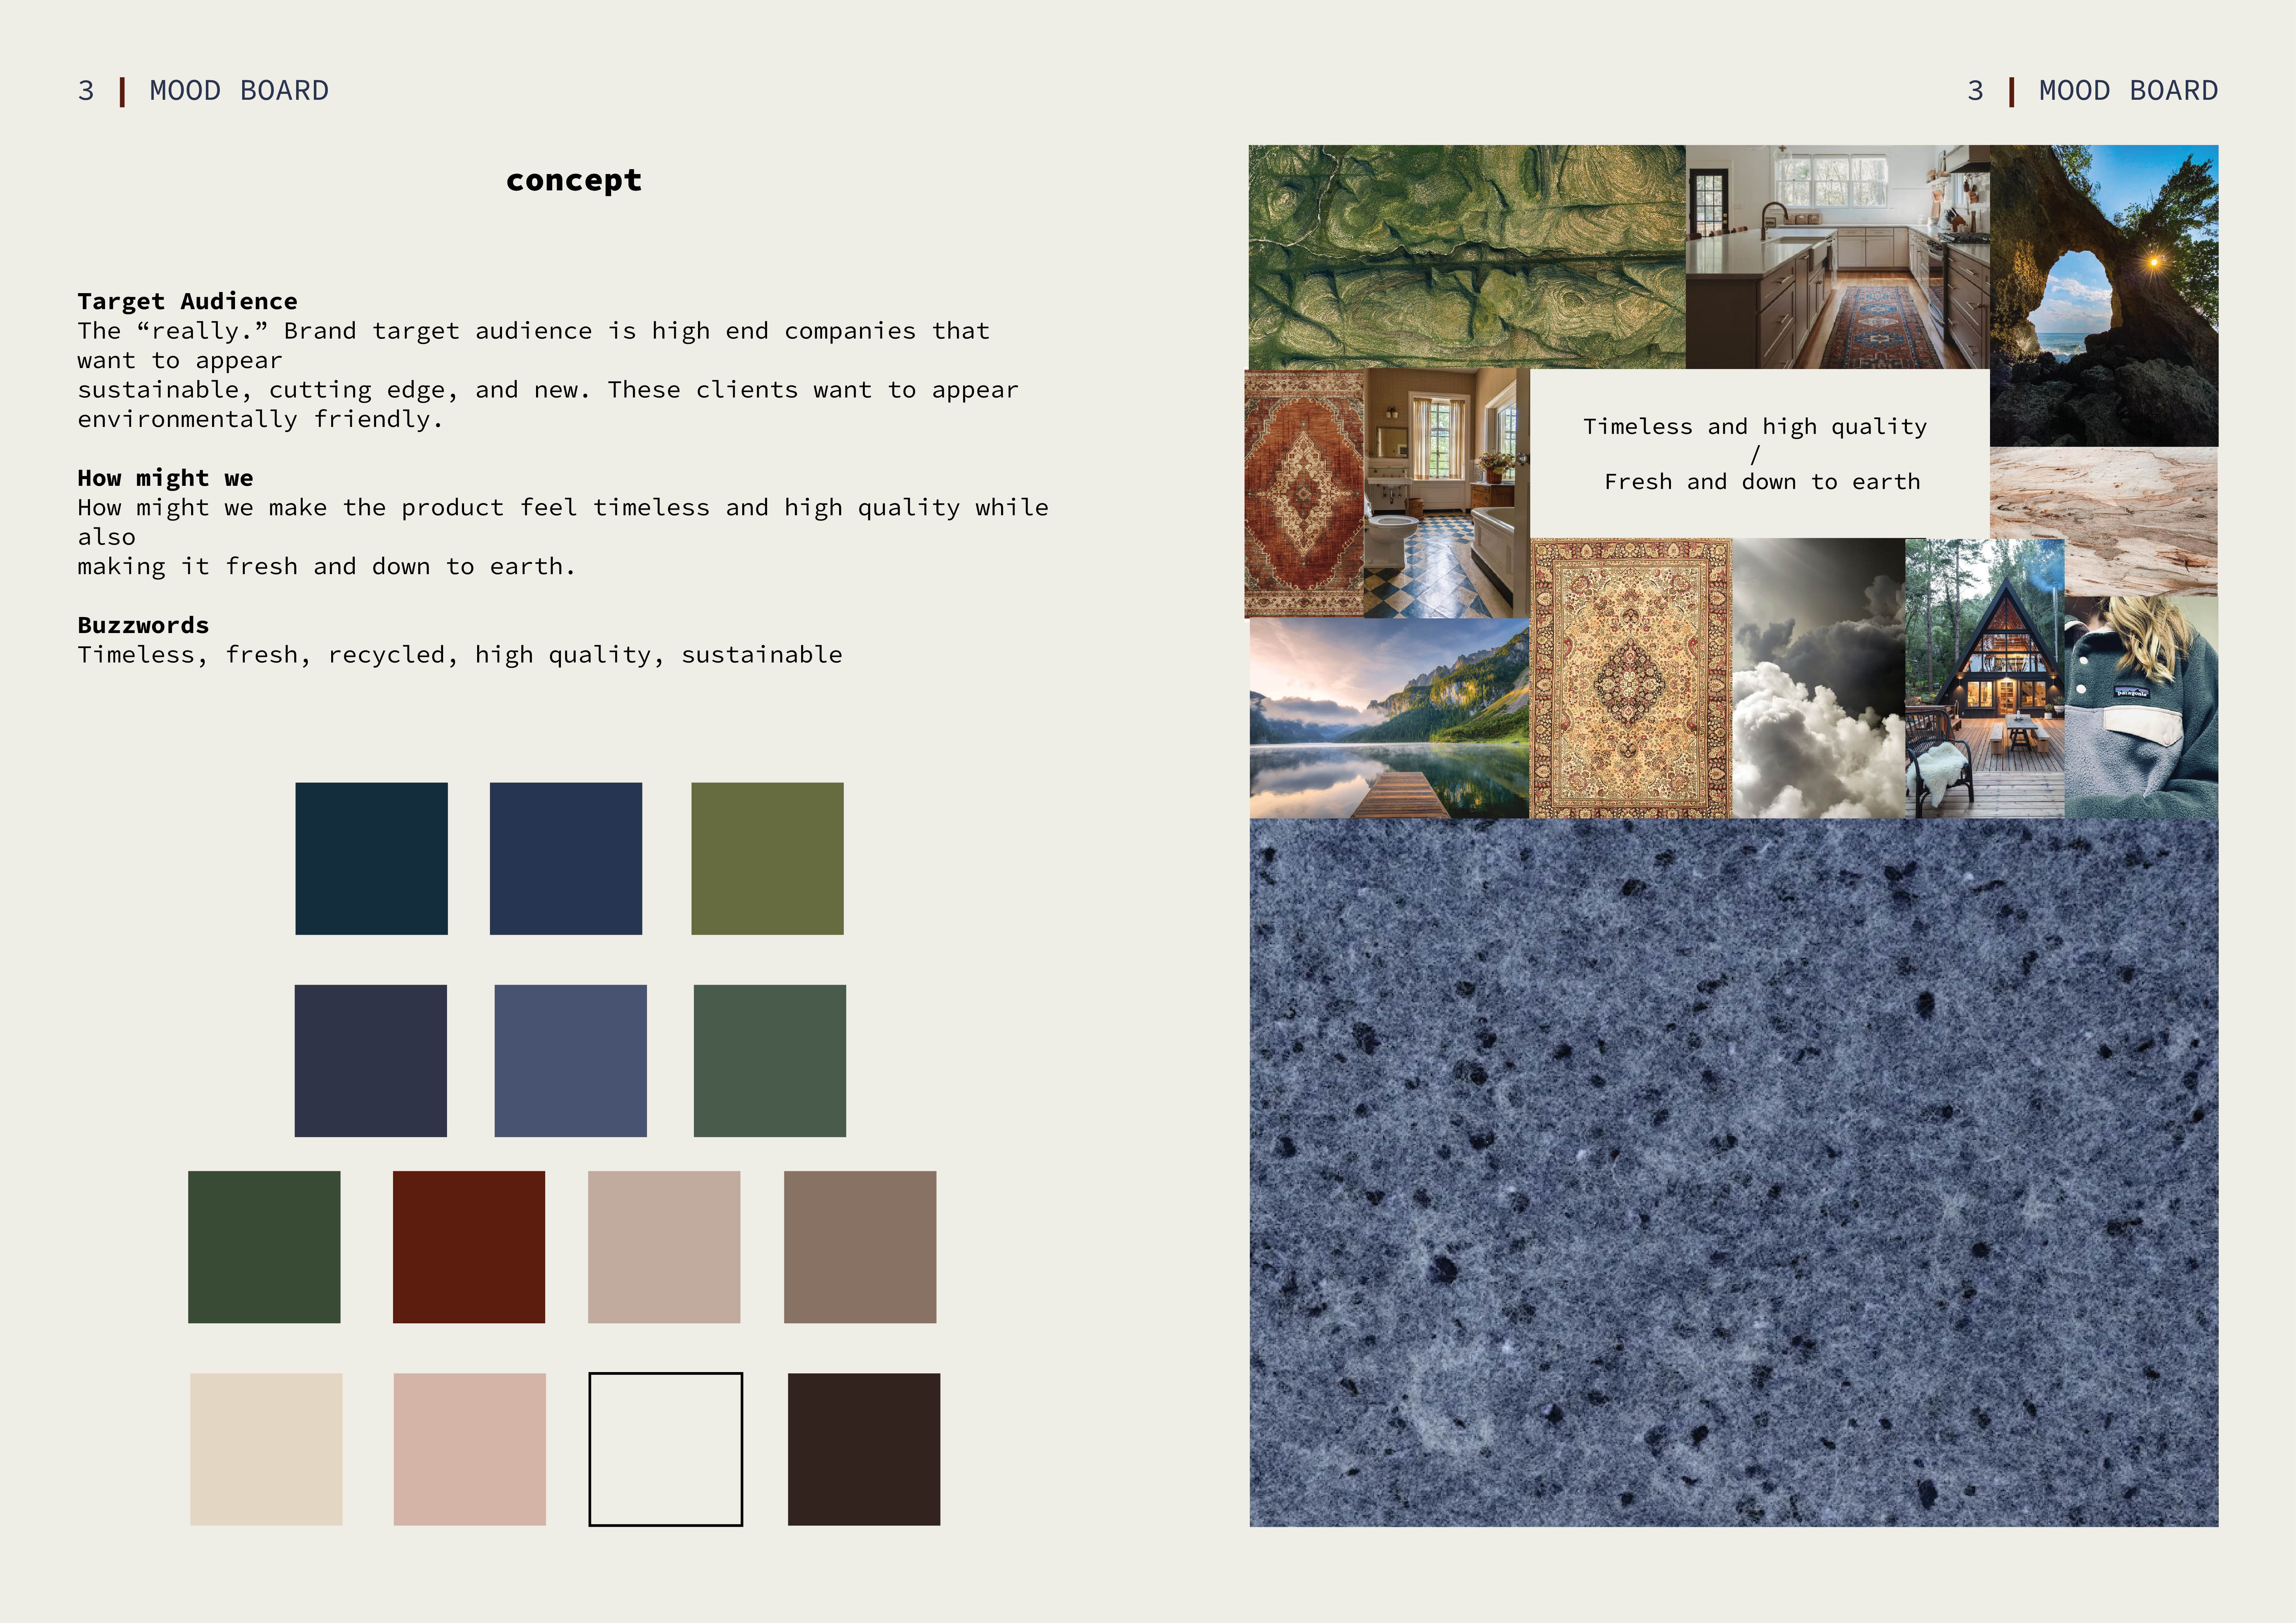 3 | MOOD BOARD
concept
Target Audience
The “really.” Brand target audience is high end companies that
want to appear
sustainable, cutting edge, and new. These clients want to appear
environmentally friendly.
How might we
How might we make the product feel timeless and high quality while
also
making it fresh and down to earth.
Buzzwords
Timeless, fresh, recycled, high quality, sustainable
3 | MOOD BOARD
Timeless and high quality
/
Fresh and down to earth
patagonia